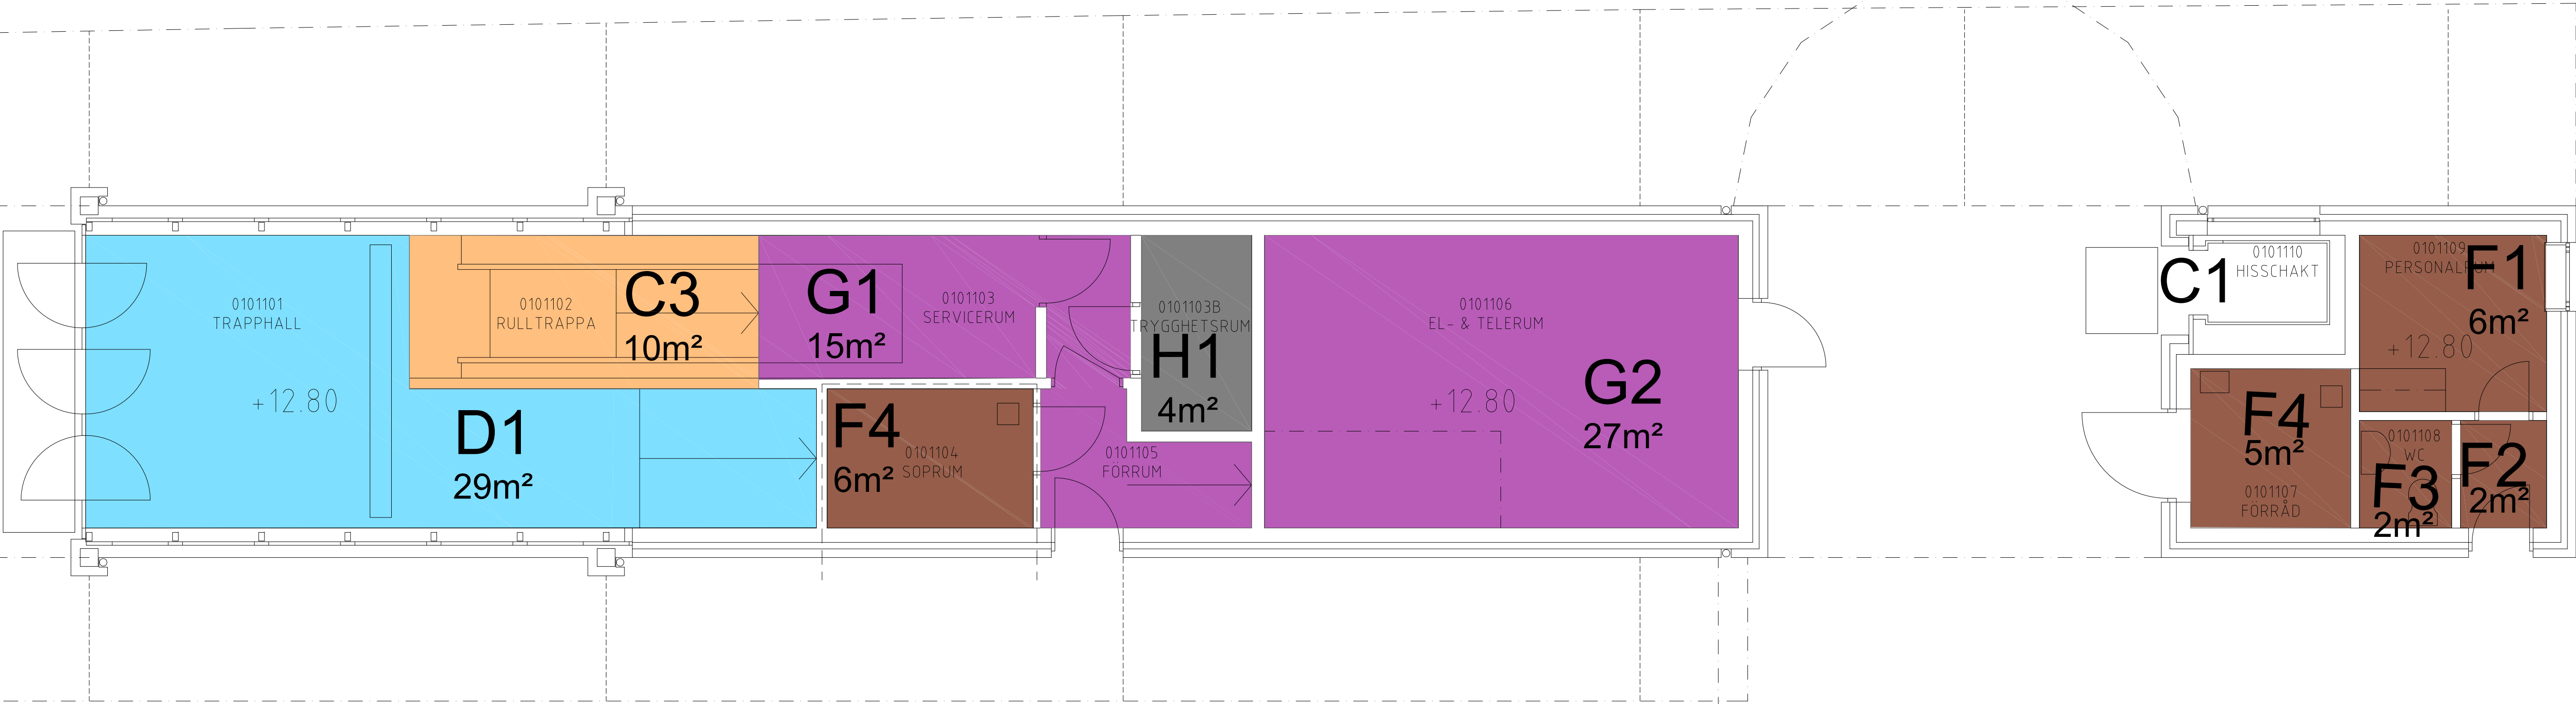 0101101
TRAPPHALL
+12.80
0101102
RULLTRAPPA
C3
10m²
D1
29m²
G1
15m²
0101103
SERVICERUM
F4
6m²
0101104
SOPRUM
0101105
FÖRRUM
0101103B
TRYGGHETSRUM
H1
4m²
0101106
EL- & TELERUM
+12.80
G2
27m²
C1
0101110
HISSCHAKT
0101109
PERSONALRUM
F1
6m²
+12.80
F4
5m²
0101107
FÖRRÅD
0101108
WC
F3
2m²
F2
2m²